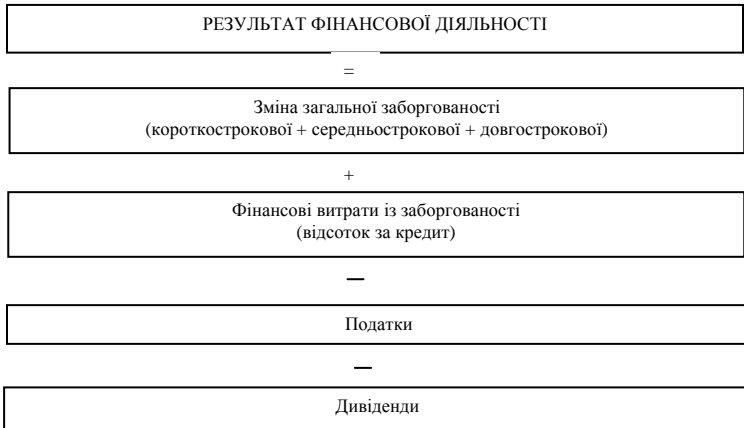 РЕЗУЛЬТАТ ФІНАНСОВОЇ ДІЯЛЬНОСТІ
=
Зміна загальної заборгованості
(короткострокової + середньострокової + довгострокової)
+
Фінансові витрати із заборгованості
(відсоток за кредит)
—
Податки
—
Дивіденди